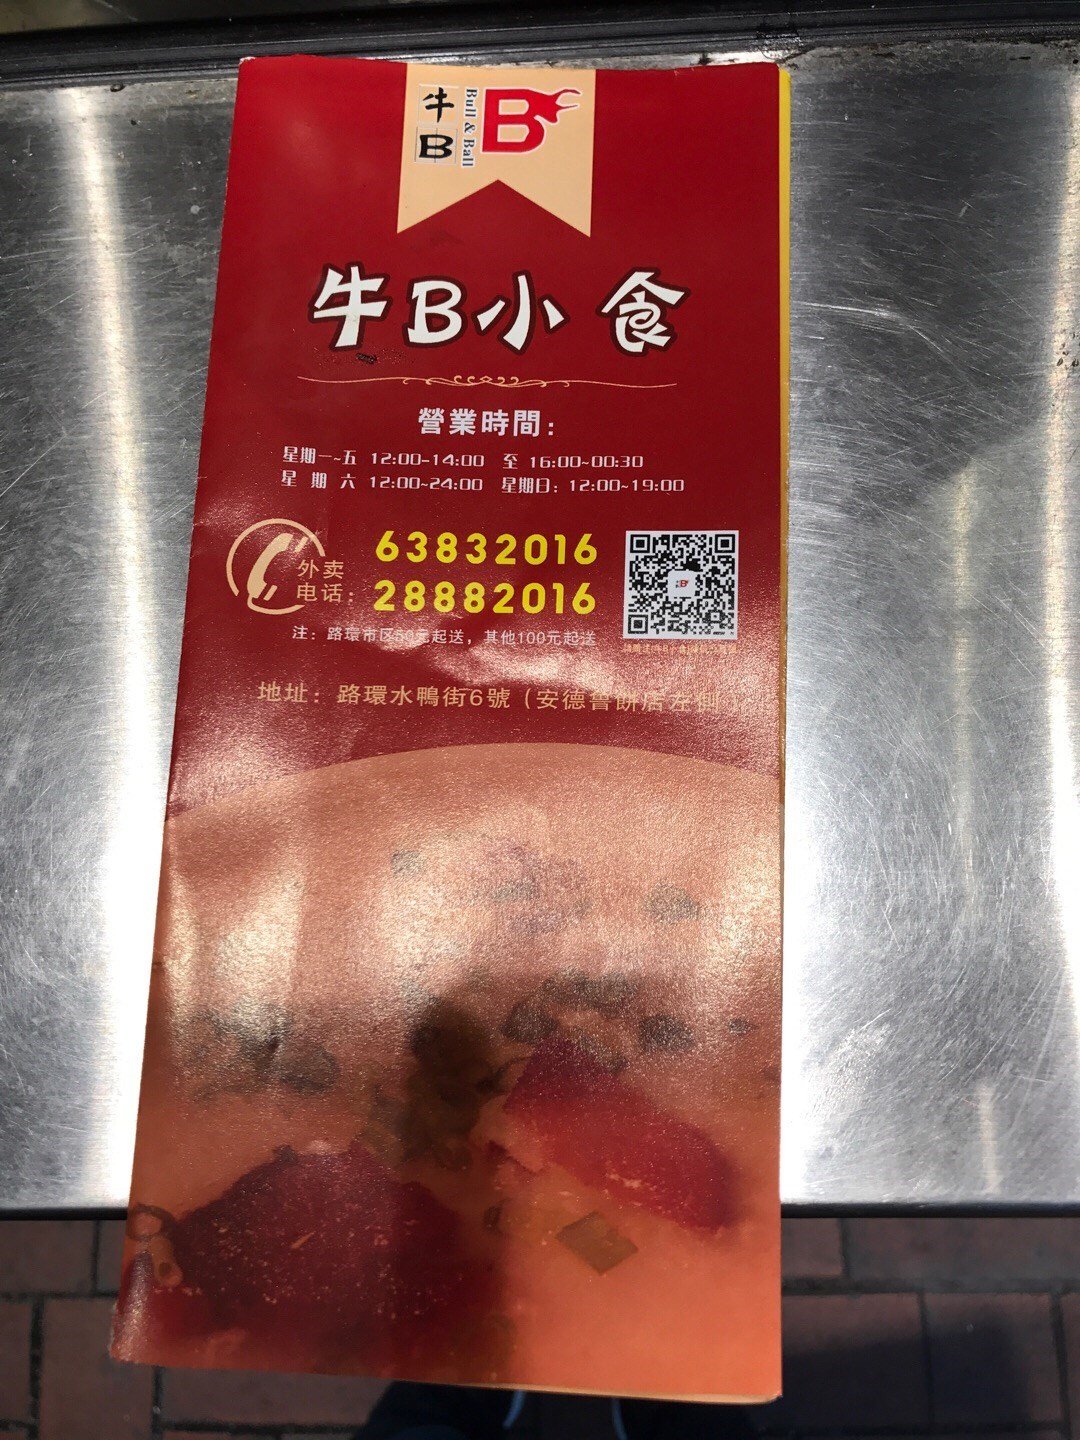 牛B
Bull & Ball
B
牛B小食
營業時間：
星期一~五 12:00-14:00 至 16:00~00:30
星期六 12:00~24:00 星期日：12:00~19:00
外卖电话：
63832016
28882016
注：路環市区50元起送，其他100元起送
地址：路環水鴨街6號（安德魯餅店左側）